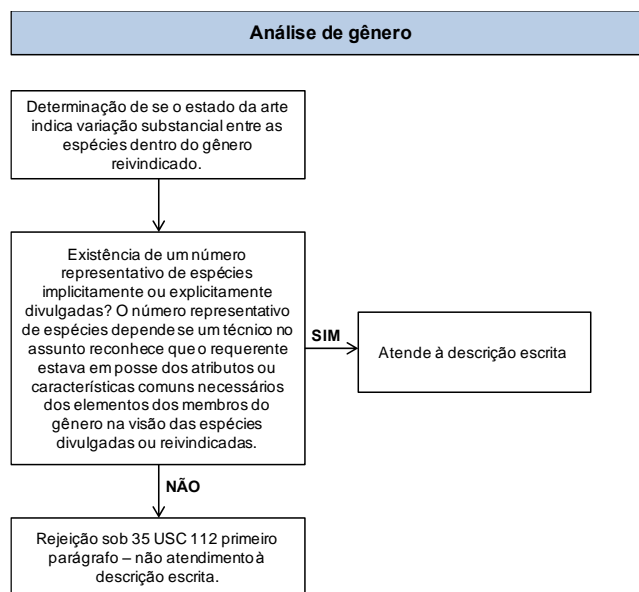 Análise de gênero
Determinação de se o estado da arte
indica variação substancial entre as
espécies dentro do gênero
reivindicado.
Existência de um número
representativo de espécies
implicitamente ou explicitamente
divulgadas? O número representativo
de espécies depende se um técnico no
assunto reconhece que o requerente
estava em posse dos atributos ou
características comuns necessários
dos elementos dos membros do
gênero na visão das espécies
divulgadas ou reivindicadas.
SIM
Atende à descrição escrita
NÃO
Rejeição sob 35 USC 112 primeiro
parágrafo – não atendimento à
descrição escrita.